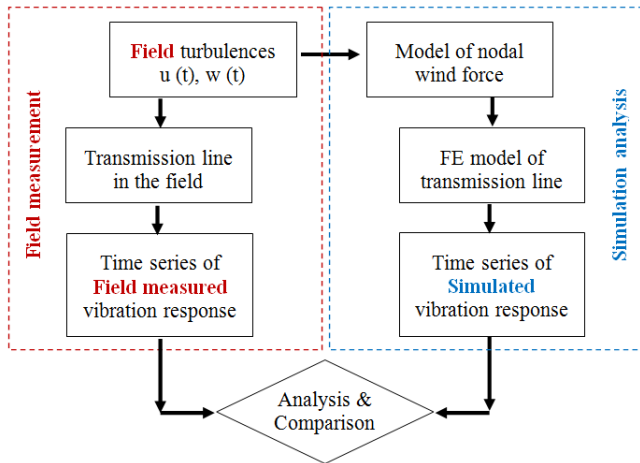 Field measurement
Field turbulences
u (t), w (t)
Transmission line
in the field
Time series of
Field measured
vibration response
Model of nodal
wind force
FE model of
transmission line
Time series of
Simulated
vibration response
Simulation analysis
Analysis &
Comparison